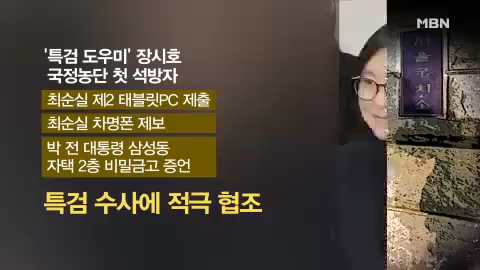 MBN
'특검 도우미' 장시호
국정농단 첫 석방자
최순실 제2 태블릿PC 제출
최순실 차명폰 제보
박 전 대통령 삼성동
자택 2층 비밀금고 증언
특검 수사에 적극 협조
서울구치소